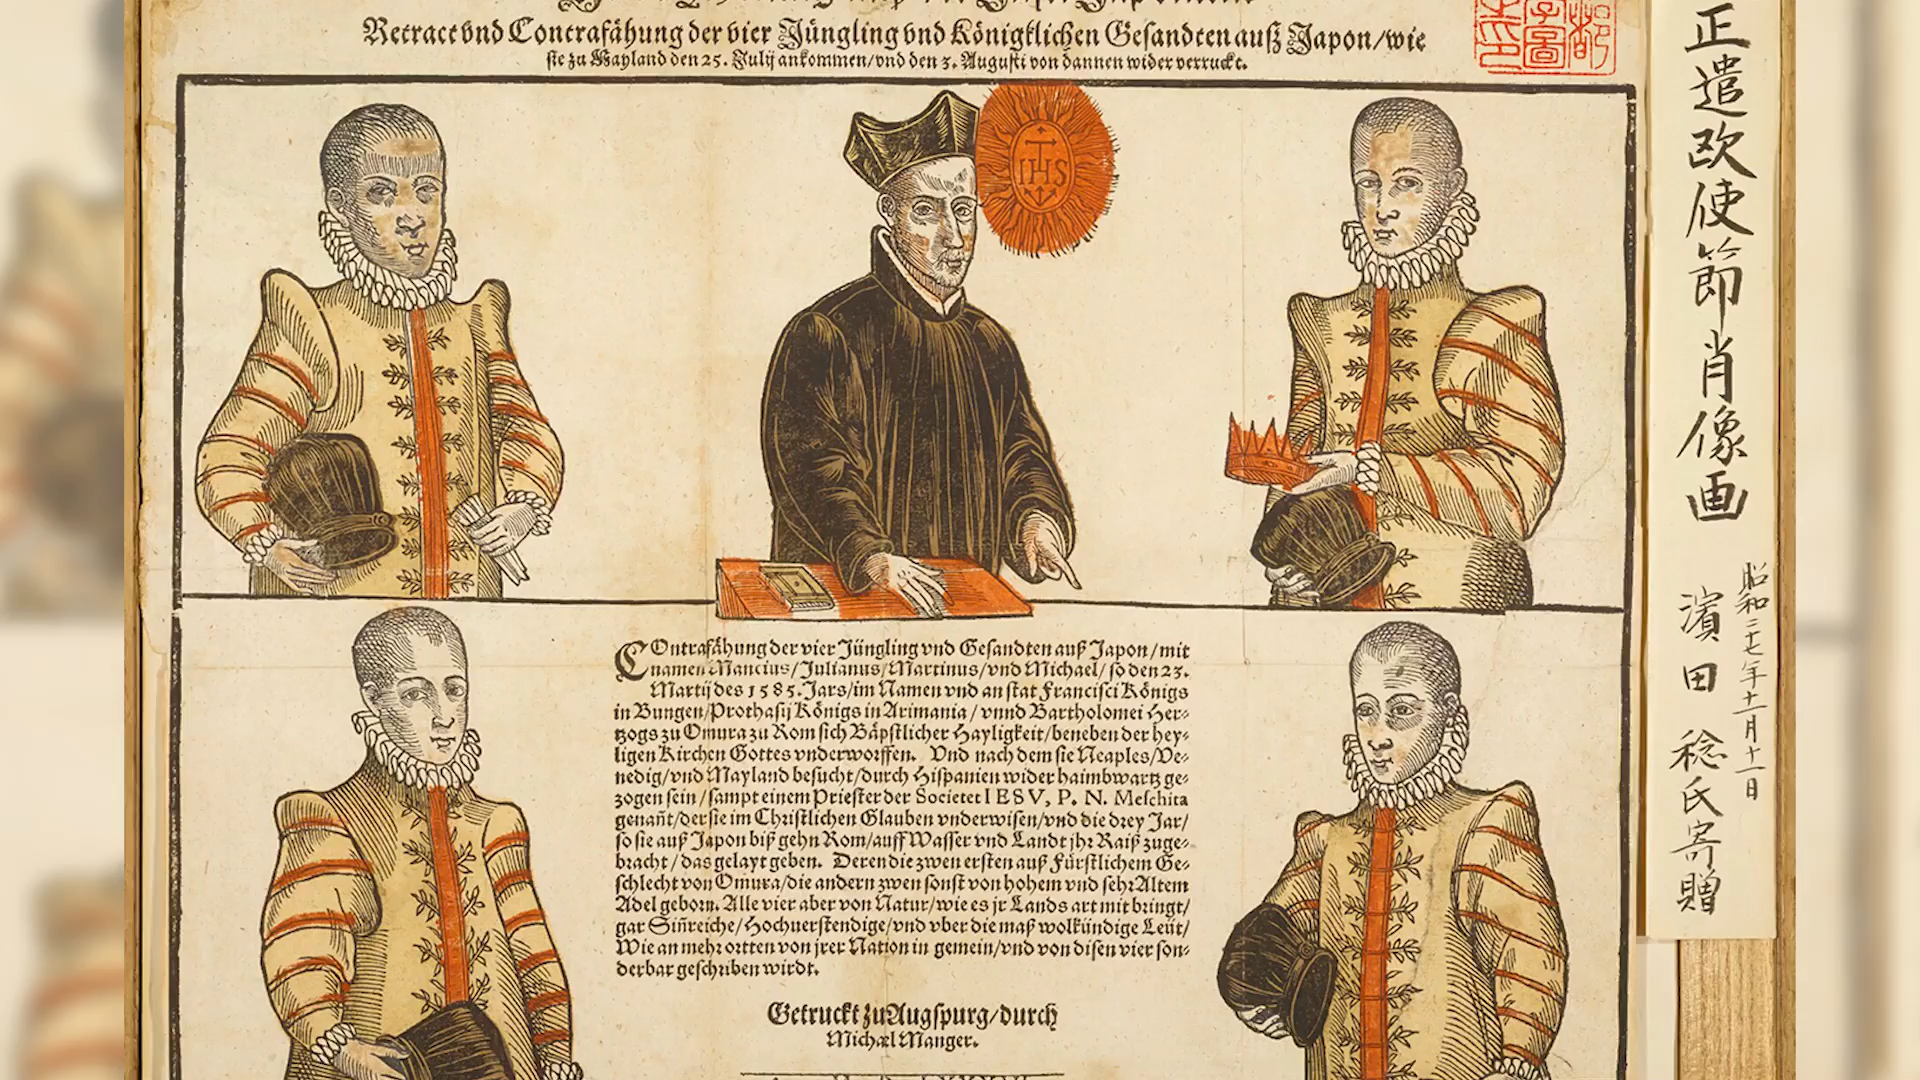 Retract vnd Contrafähung der vier Jüngling vnd Königklichen Gesandten auß Japon/wie
sie zu Mayland den 25. Julij ankommen/vnd den 3. Augusti von dannen wider verruckt.
IHS
COntrafähung der vier Jüngling vnd Gesandten auß Japon/mit
namen Mancius/Julianus/Martinus/vnd Michael/so den 23.
Martij des 1585. Jars/im Namen vnd an stat Francisci Königs
in Bungen/Prothasij Königs in Arimania/vnnd Bartholomei Her-
tzogs zu Omura zu Rom sich Bäpstlicher Hayligkeit/beneben der hey-
ligen Kirchen Gottes vnderworffen. Vnd nach dem sie Neaples/Ve-
nedig/vnd Mayland besucht/durch Hispanien wider haimbwartz ge-
zogen sein/sampt einem Priester der Societet IESV, P. N. Meschita
genañt/der sie im Christlichen Glauben vnderwisen/vnd die drey Jar/
so sie auß Japon biß gehn Rom/auff Wasser vnd Landt jhr Raiß zuge-
bracht/das gelayt geben. Deren die zwen ersten auß Fürstlichem Ge-
schlecht von Omura/die andern zwen sonst von hohem vnd sehr Altem
Adel geborn. Alle vier aber von Natur/wie es jr Lands art mit bringt/
gar Siñreiche/Hochuerstendige/vnd vber die maß wolkündige Leüt/
Wie an mehr ortten von jrer Nation in gemein/vnd von disen vier son-
derbar geschriben wirdt.
Getruckt zu Augspurg/durch
Michael Manger.
正遣欧使節肖像画
昭和二十七年十一月十一日
濱田稔氏寄贈